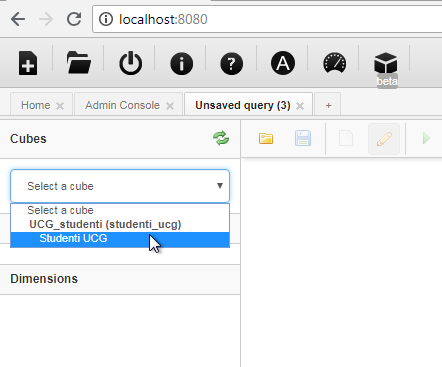 localhost:8080
A
beta
Home
Admin Console
Unsaved query (3)
+
Cubes
Select a cube
Select a cube
UCG_studenti (studenti_ucg)
Studenti UCG
Dimensions